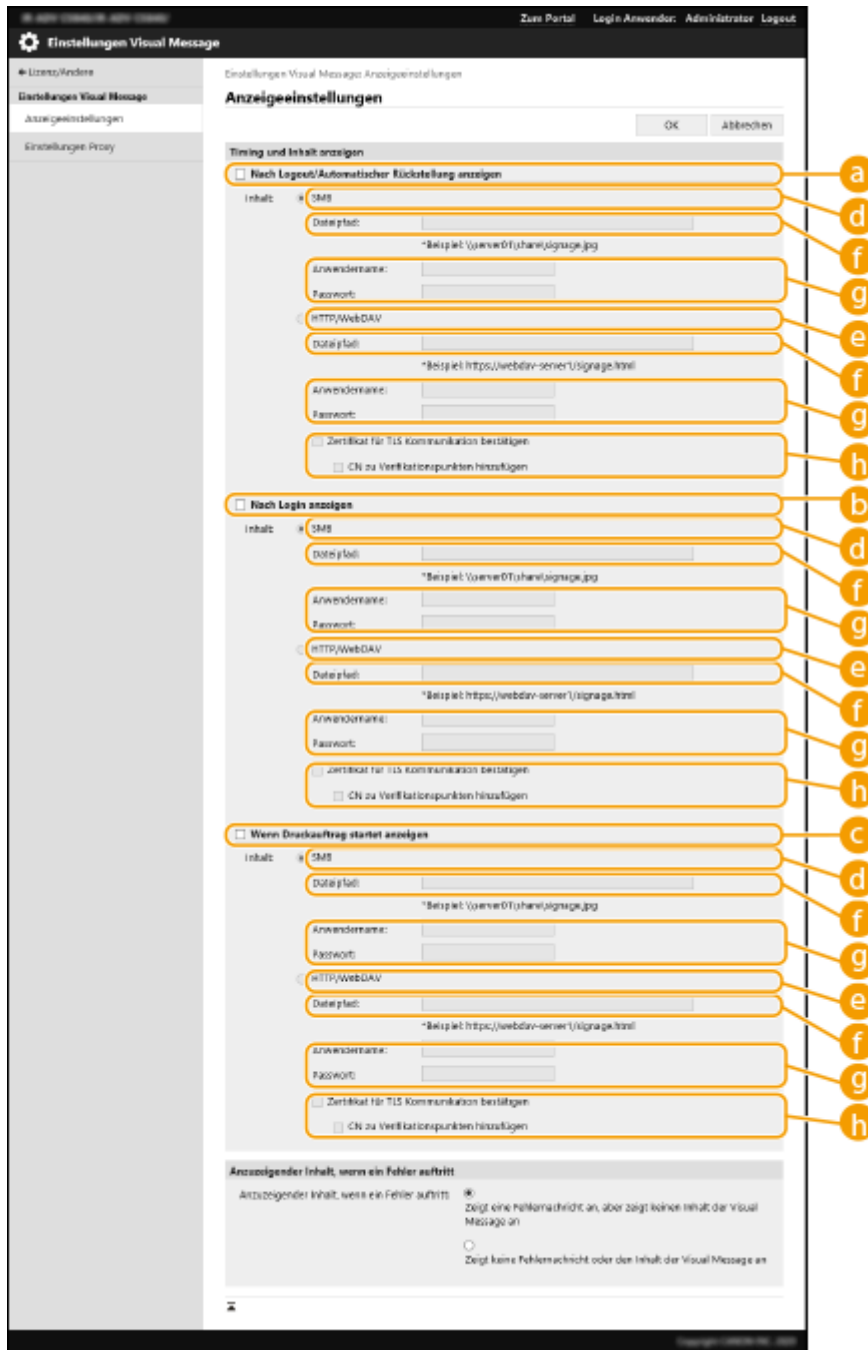 Zum Portal Login Anwender: Administrator Logout
Einstellungen Visual Message
Lizenz/Andere
Einstellungen Visual Message
Anzeigeeinstellungen
Einstellungen Proxy
Einstellungen Visual Message: Anzeigeeinstellungen
Anzeigeeinstellungen
OK Abbrechen
Timing und Inhalt anzeigen
Nach Logout/Automatischer Rückstellung anzeigen a
Inhalt: SMB d
Dateipfad: f
*Beispiel: \\server01\share\signage.jpg
Anwendername: g
Passwort:
HTTP/WebDAV e
Dateipfad: f
*Beispiel: https://webdav-server1/signage.html
Anwendername: g
Passwort:
Zertifikat für TLS Kommunikation bestätigen
CN zu Verifikationspunkten hinzufügen h
Nach Login anzeigen b
Inhalt: SMB d
Dateipfad: f
*Beispiel: \\server01\share\signage.jpg
Anwendername: g
Passwort:
HTTP/WebDAV e
Dateipfad: f
*Beispiel: https://webdav-server1/signage.html
Anwendername: g
Passwort:
Zertifikat für TLS Kommunikation bestätigen
CN zu Verifikationspunkten hinzufügen h
Wenn Druckauftrag startet anzeigen c
Inhalt: SMB d
Dateipfad: f
*Beispiel: \\server01\share\signage.jpg
Anwendername: g
Passwort:
HTTP/WebDAV e
Dateipfad: f
*Beispiel: https://webdav-server1/signage.html
Anwendername: g
Passwort:
Zertifikat für TLS Kommunikation bestätigen
CN zu Verifikationspunkten hinzufügen h
Anzuzeigender Inhalt, wenn ein Fehler auftritt
Anzuzeigender Inhalt, wenn ein Fehler auftritt:
Zeigt eine Fehlernachricht an, aber zeigt keinen Inhalt der Visual
Message an
Zeigt keine Fehlernachricht oder den Inhalt der Visual Message an